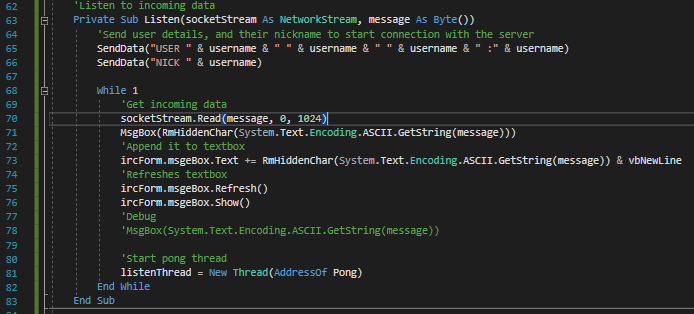 62 'Listen to incoming data
63 Private Sub Listen(socketStream As NetworkStream, message As Byte())
64 'Send user details, and their nickname to start connection with the server
65 SendData("USER " & username & " " & username & " " & username & " :" & username)
66 SendData("NICK " & username)
67
68 While 1
69 'Get incoming data
70 socketStream.Read(message, 0, 1024)
71 MsgBox(RmHiddenChar(System.Text.Encoding.ASCII.GetString(message)))
72 'Append it to textbox
73 ircForm.msgeBox.Text += RmHiddenChar(System.Text.Encoding.ASCII.GetString(message)) & vbNewLine
74 'Refreshes textbox
75 ircForm.msgeBox.Refresh()
76 ircForm.msgeBox.Show()
77 'Debug
78 'MsgBox(System.Text.Encoding.ASCII.GetString(message))
79
80 'Start pong thread
81 listenThread = New Thread(AddressOf Pong)
82 End While
83 End Sub
84